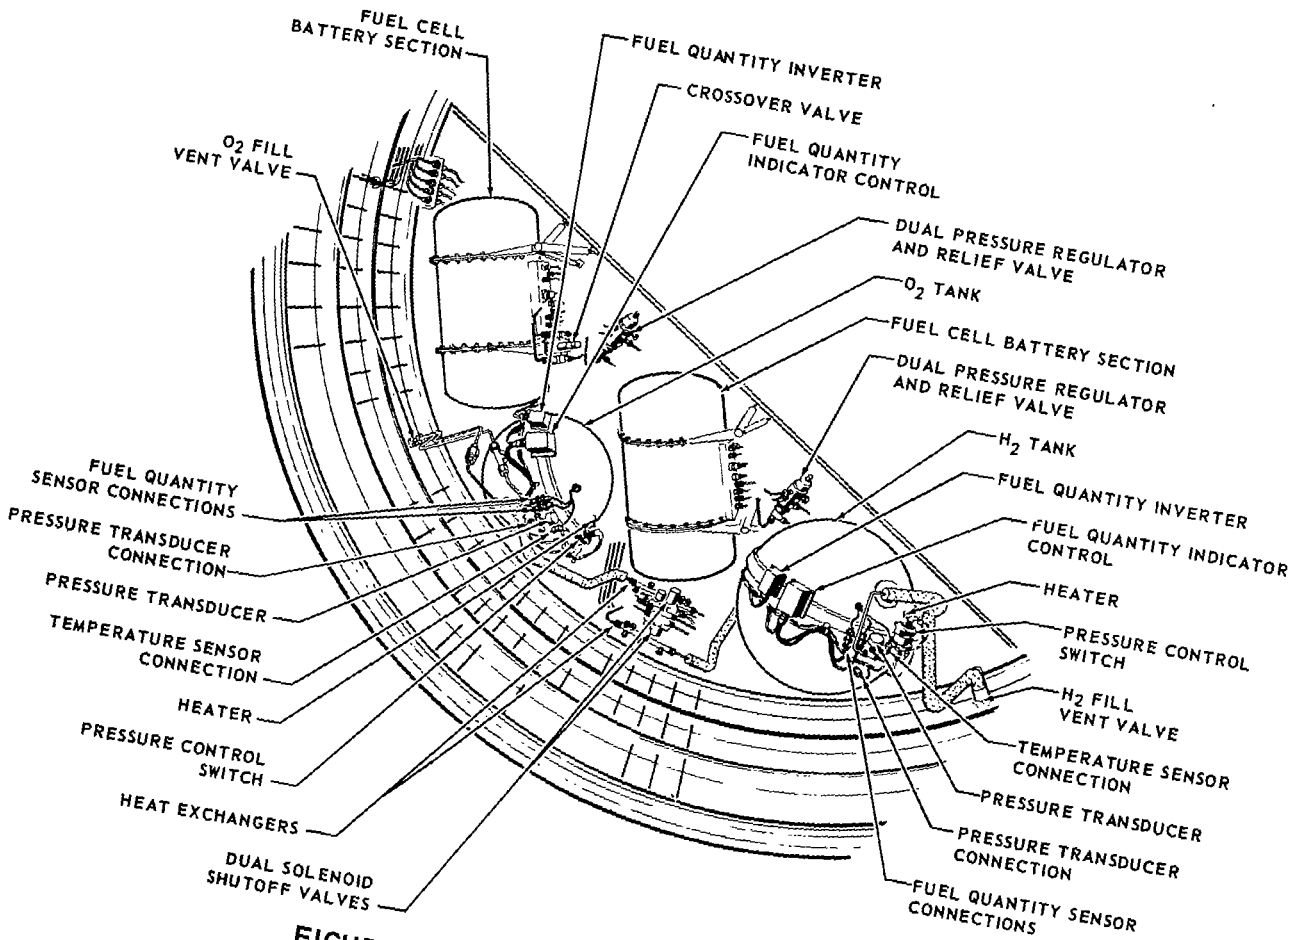 FUEL CELL
BATTERY SECTION
FUEL QUANTITY INVERTER
CROSSOVER VALVE
FUEL QUANTITY
INDICATOR CONTROL
O₂ FILL
VENT VALVE
DUAL PRESSURE REGULATOR
AND RELIEF VALVE
O₂ TANK
FUEL CELL BATTERY SECTION
DUAL PRESSURE REGULATOR
AND RELIEF VALVE
H₂ TANK
FUEL QUANTITY INVERTER
FUEL QUANTITY INDICATOR
CONTROL
HEATER
PRESSURE CONTROL
SWITCH
H₂ FILL
VENT VALVE
TEMPERATURE SENSOR
CONNECTION
PRESSURE TRANSDUCER
PRESSURE TRANSDUCER
CONNECTION
FUEL QUANTITY SENSOR
CONNECTIONS
FUEL QUANTITY
SENSOR CONNECTIONS
PRESSURE TRANSDUCER
CONNECTION
PRESSURE TRANSDUCER
TEMPERATURE SENSOR
CONNECTION
HEATER
PRESSURE CONTROL
SWITCH
HEAT EXCHANGERS
DUAL SOLENOID
SHUTOFF VALVES